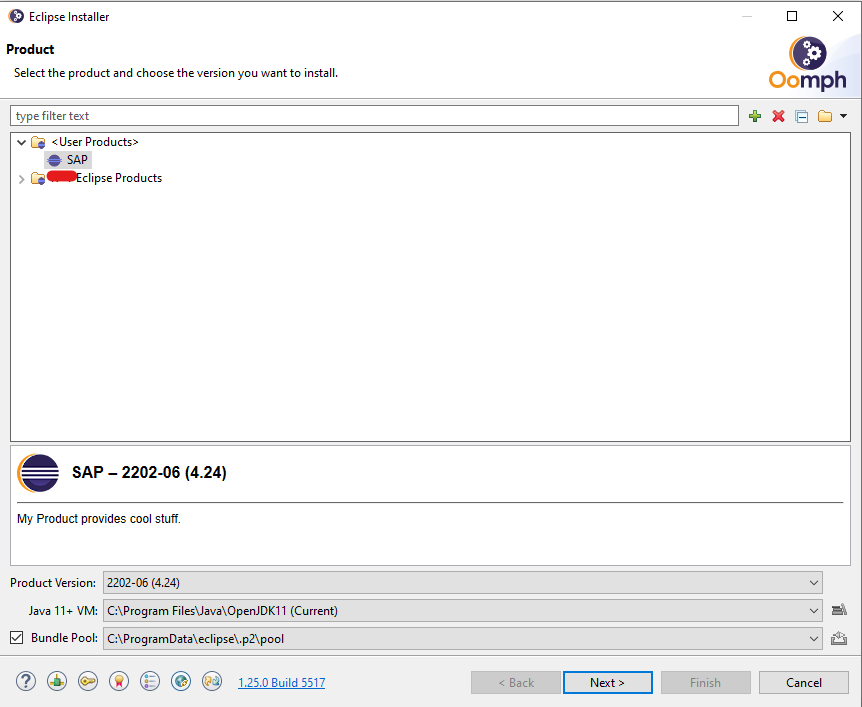 Eclipse Installer
Product
Select the product and choose the version you want to install.
Oomph
type filter text
<User Products>
SAP
Eclipse Products
SAP – 2202-06 (4.24)
My Product provides cool stuff.
Product Version: 2202-06 (4.24)
Java 11+ VM: C:\Program Files\Java\OpenJDK11 (Current)
Bundle Pool: C:\ProgramData\eclipse\.p2\pool
1.25.0 Build 5517
< Back Next > Finish Cancel